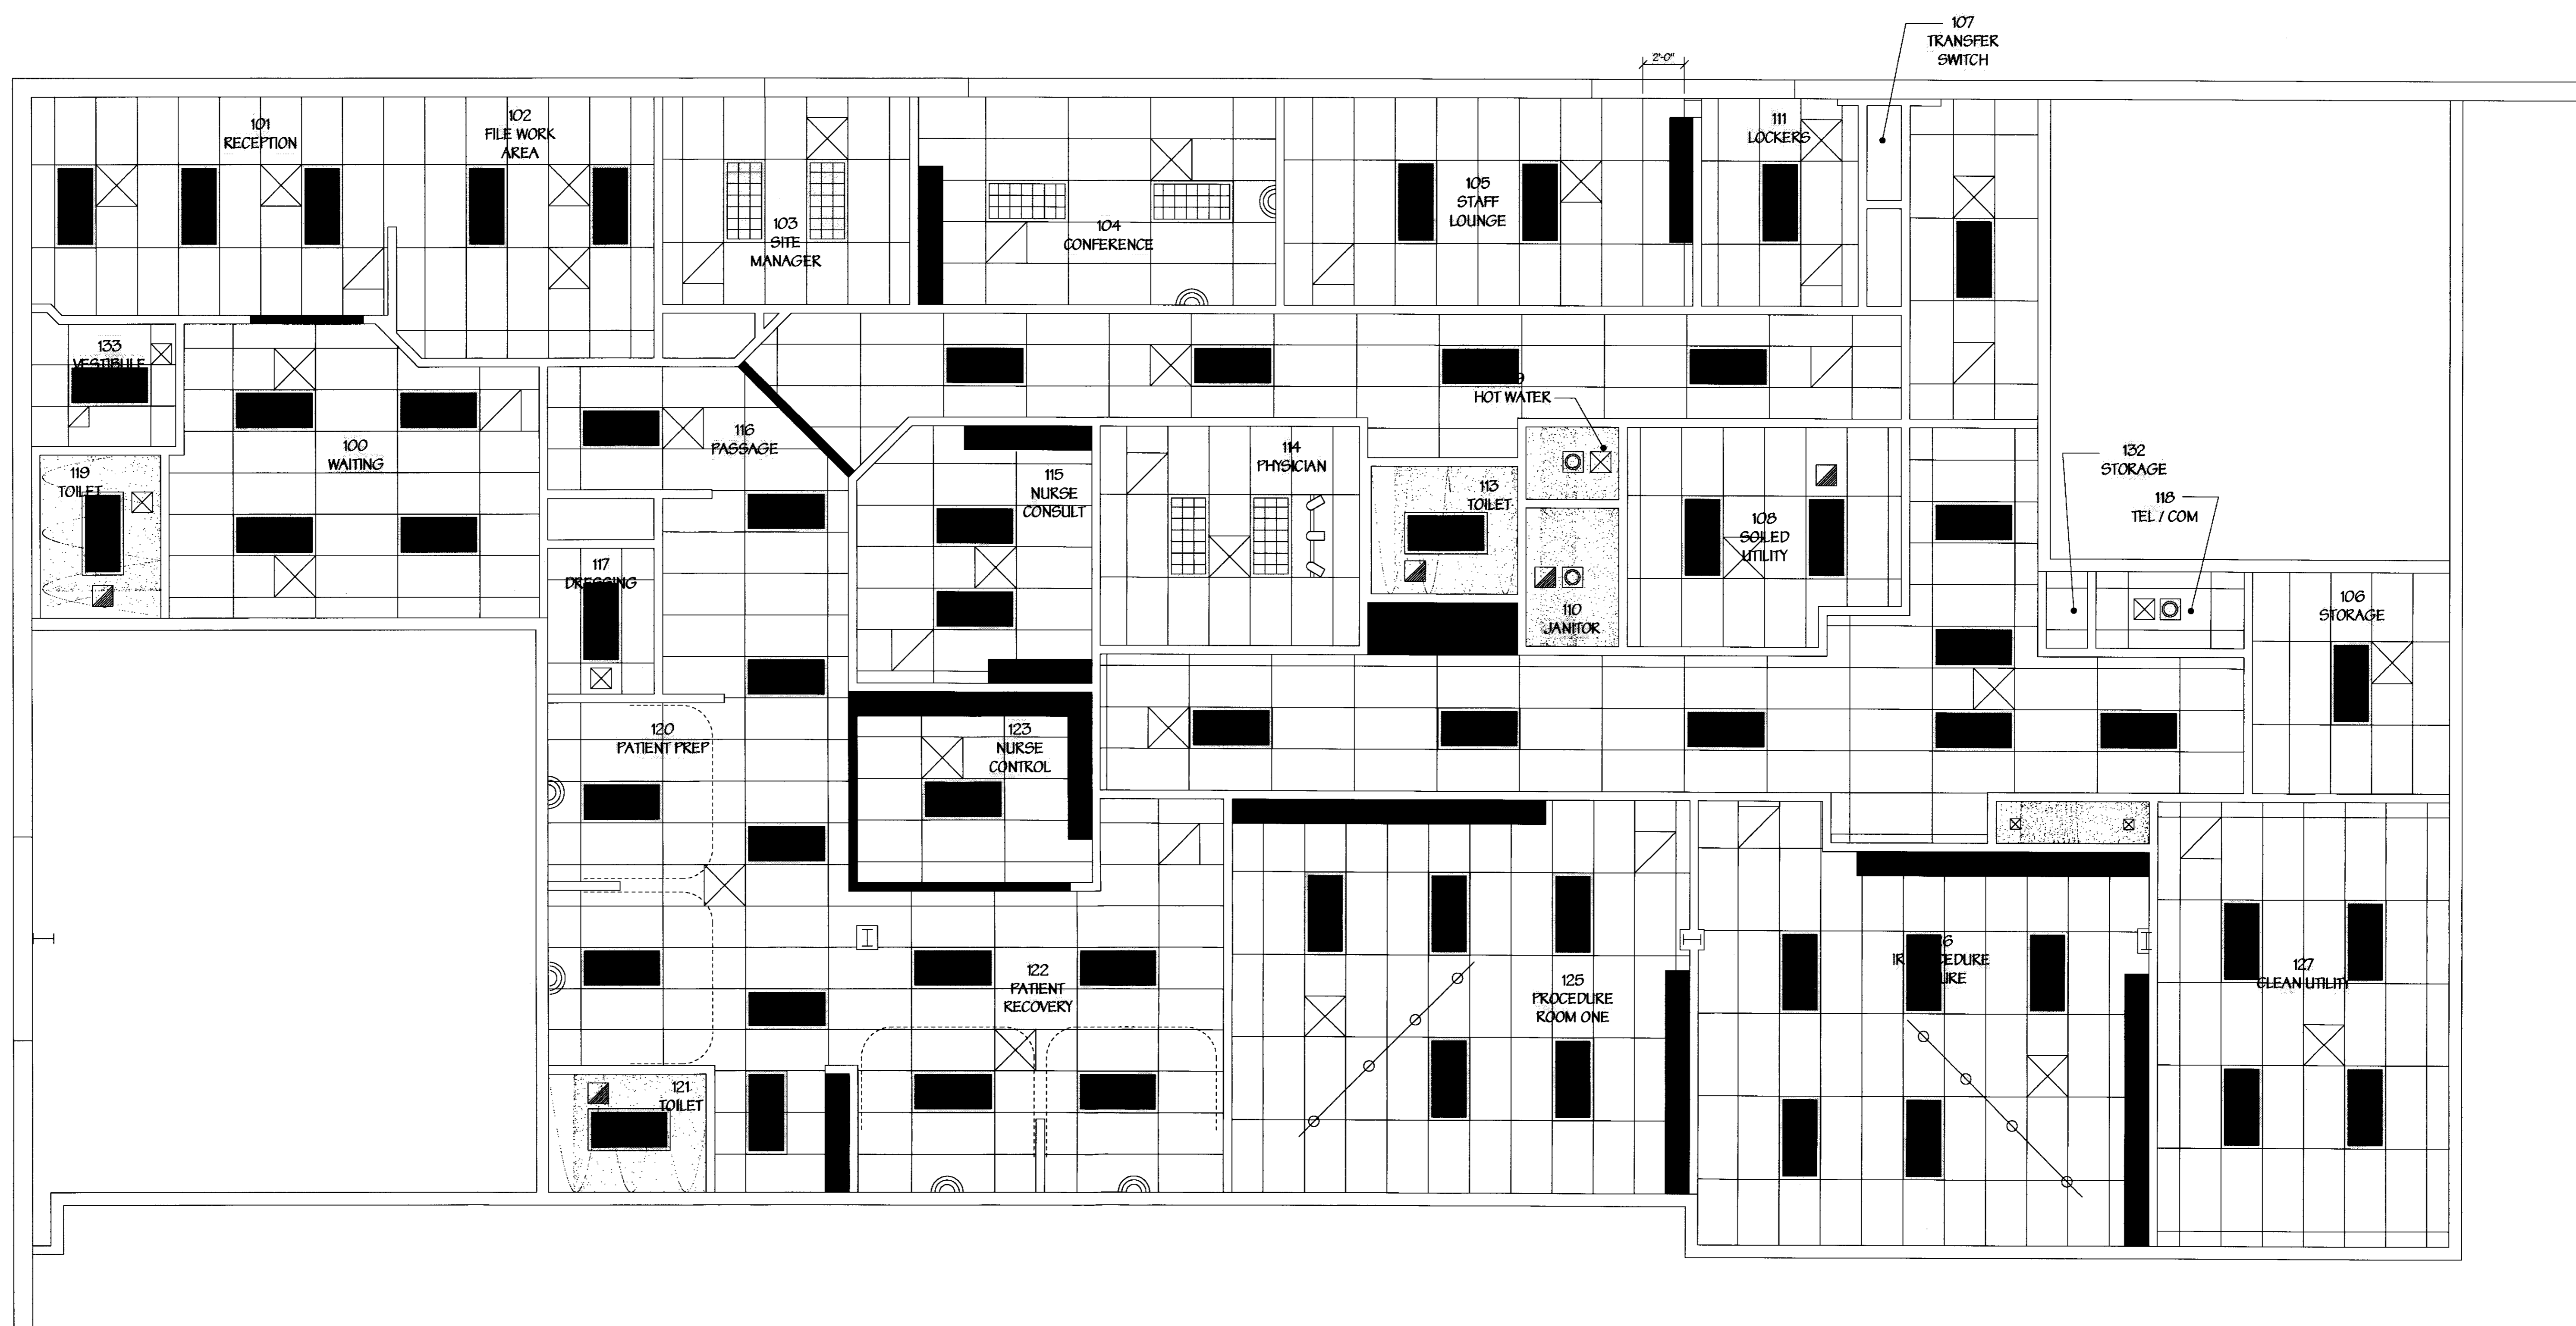 107
TRANSFER
SWITCH
2'-0"
101
RECEPTION
102
FILE WORK
AREA
103
SITE
MANAGER
104
CONFERENCE
105
STAFF
LOUNGE
111
LOCKERS
133
VESTIBULE
100
WAITING
119
TOILET
116
PASSAGE
115
NURSE
CONSULT
114
PHYSICIAN
HOT WATER
113
TOILET
110
JANITOR
108
SOILED
UTILITY
132
STORAGE
118
TEL / COM
106
STORAGE
117
DRESSING
120
PATIENT PREP
123
NURSE
CONTROL
122
PATIENT
RECOVERY
121
TOILET
125
PROCEDURE
ROOM ONE
127
CLEAN UTILITY